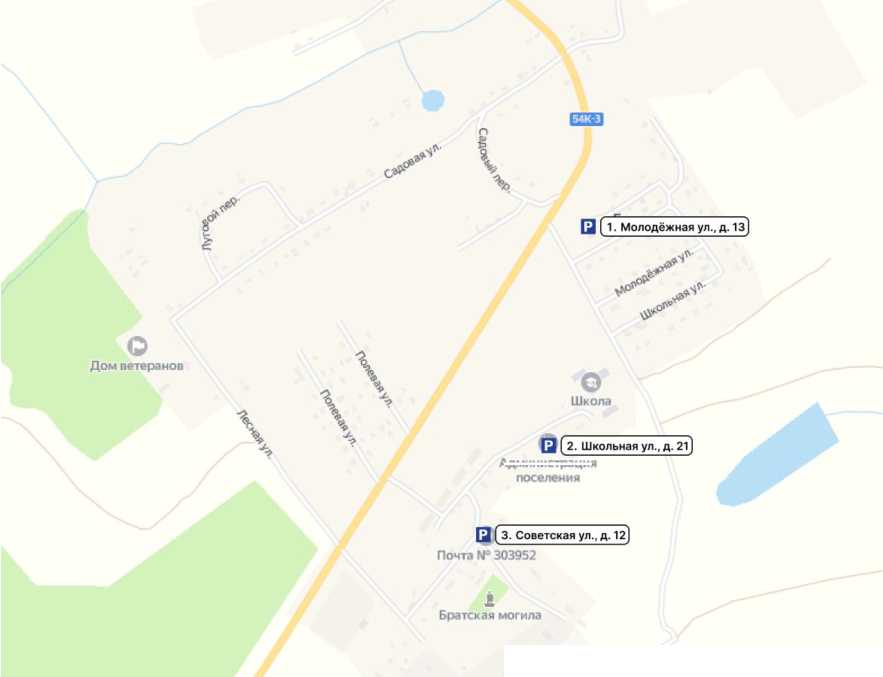 54К-3
Садовая ул.
Садовый пер.
Луговой пер.
P
1. Молодёжная ул., д. 13
Молодёжная ул.
Школьная ул.
Дом ветеранов
Полевая ул.
Полевая ул.
Школа
Лесная ул.
P
2. Школьная ул., д. 21
Администрация
поселения
P
3. Советская ул., д. 12
Почта № 303952
Братская могила